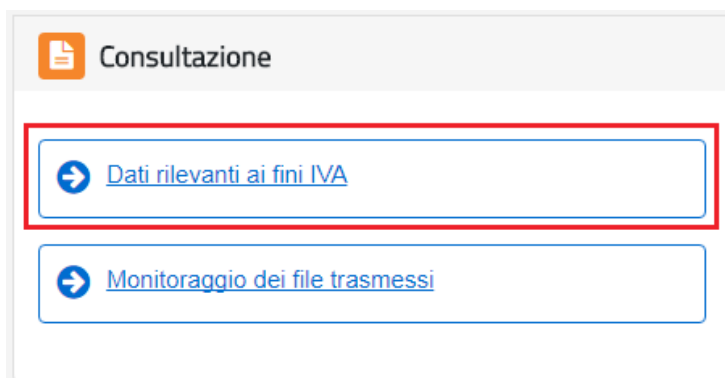 Consultazione
Dati rilevanti ai fini IVA
Monitoraggio dei file trasmessi